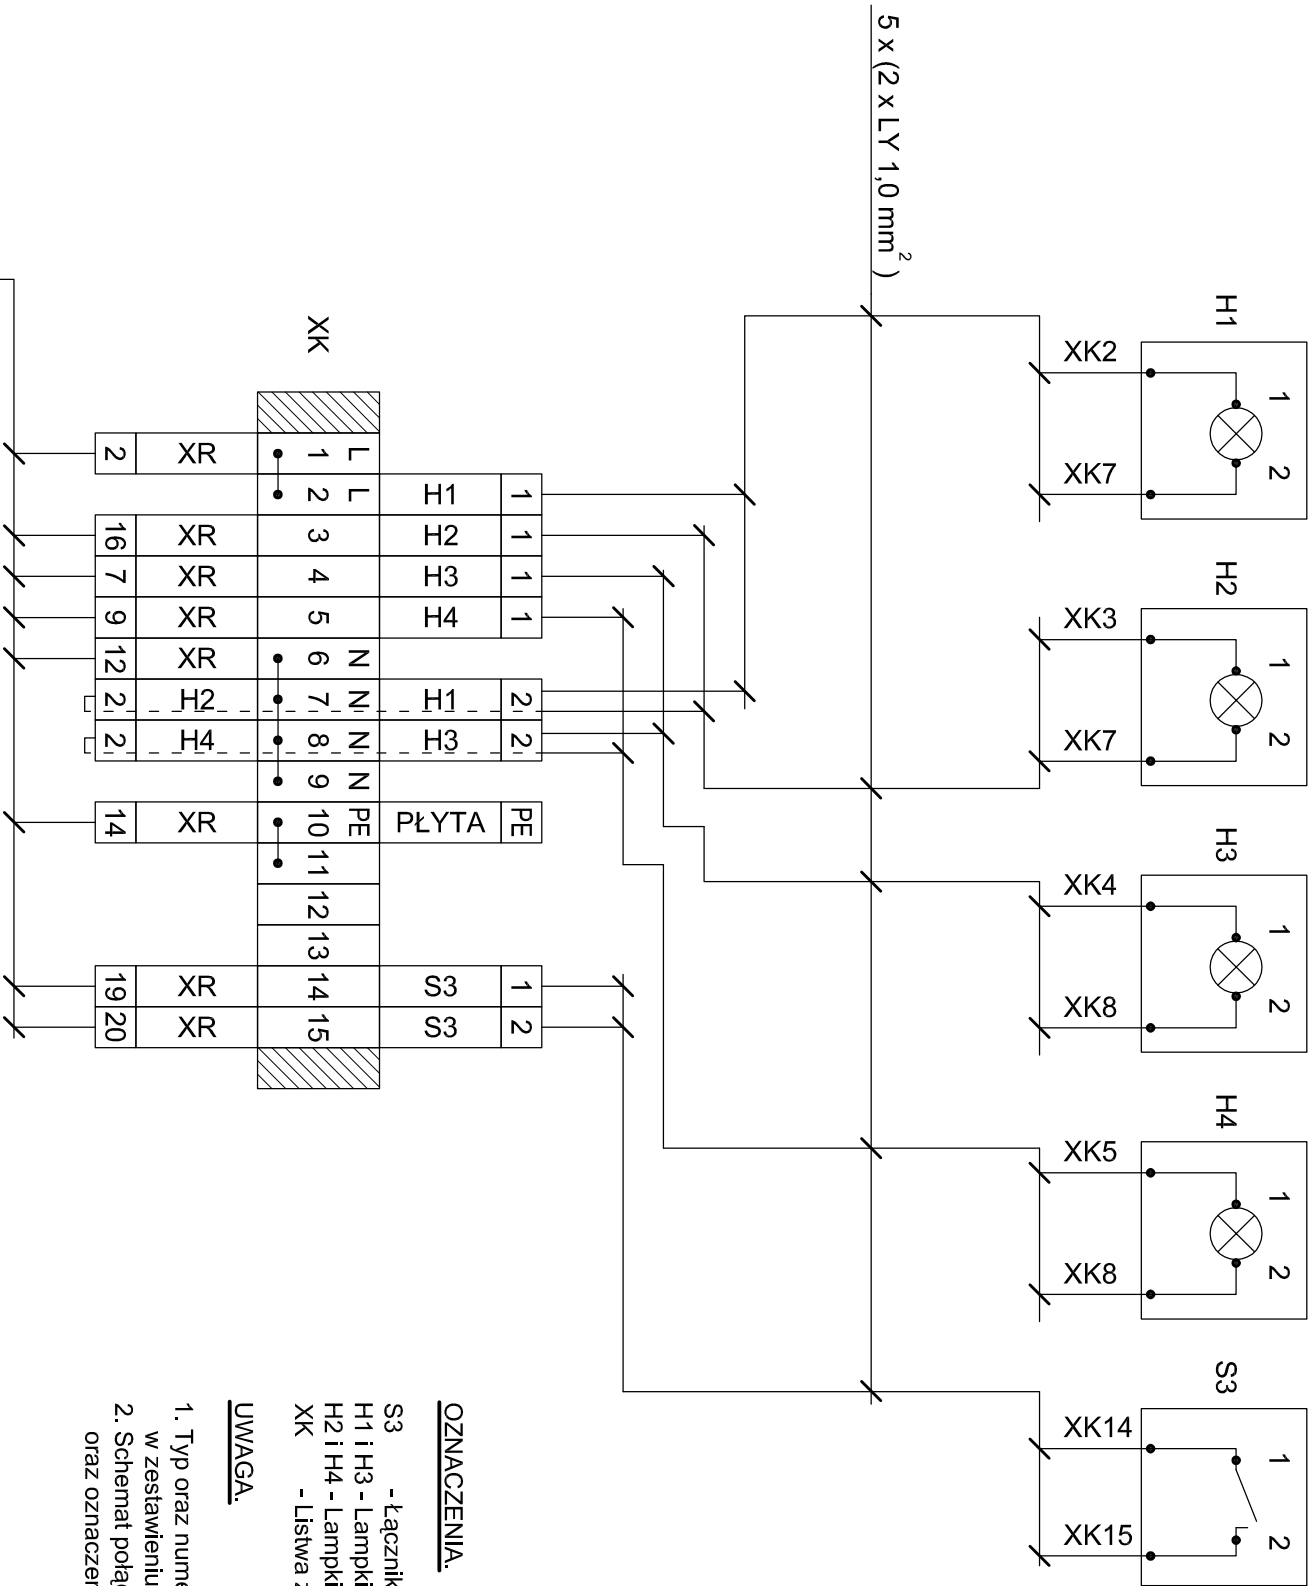 5 x (2 x LY 1,0 mm²)
H1
1 2
XK2 XK7
H2
1 2
XK3 XK7
H3
1 2
XK4 XK8
H4
1 2
XK5 XK8
S3
1 2
XK14 XK15
XK
2 XR 1 L
2 L H1 1
16 XR 3 H2 1
7 XR 4 H3 1
9 XR 5 H4 1
12 XR 6 N
2 H2 7 N H1 2
2 H4 8 N H3 2
9 N
14 XR 10 PE PŁYTA PE
11
12
13
19 XR 14 S3 1
20 XR 15 S3 2
OZNACZENIA.
S3 - Łącznik
H1 i H3 - Lampki
H2 i H4 - Lampki
XK - Listwa
UWAGA.
1. Typ oraz
w zestawieniu
2. Schemat
oraz